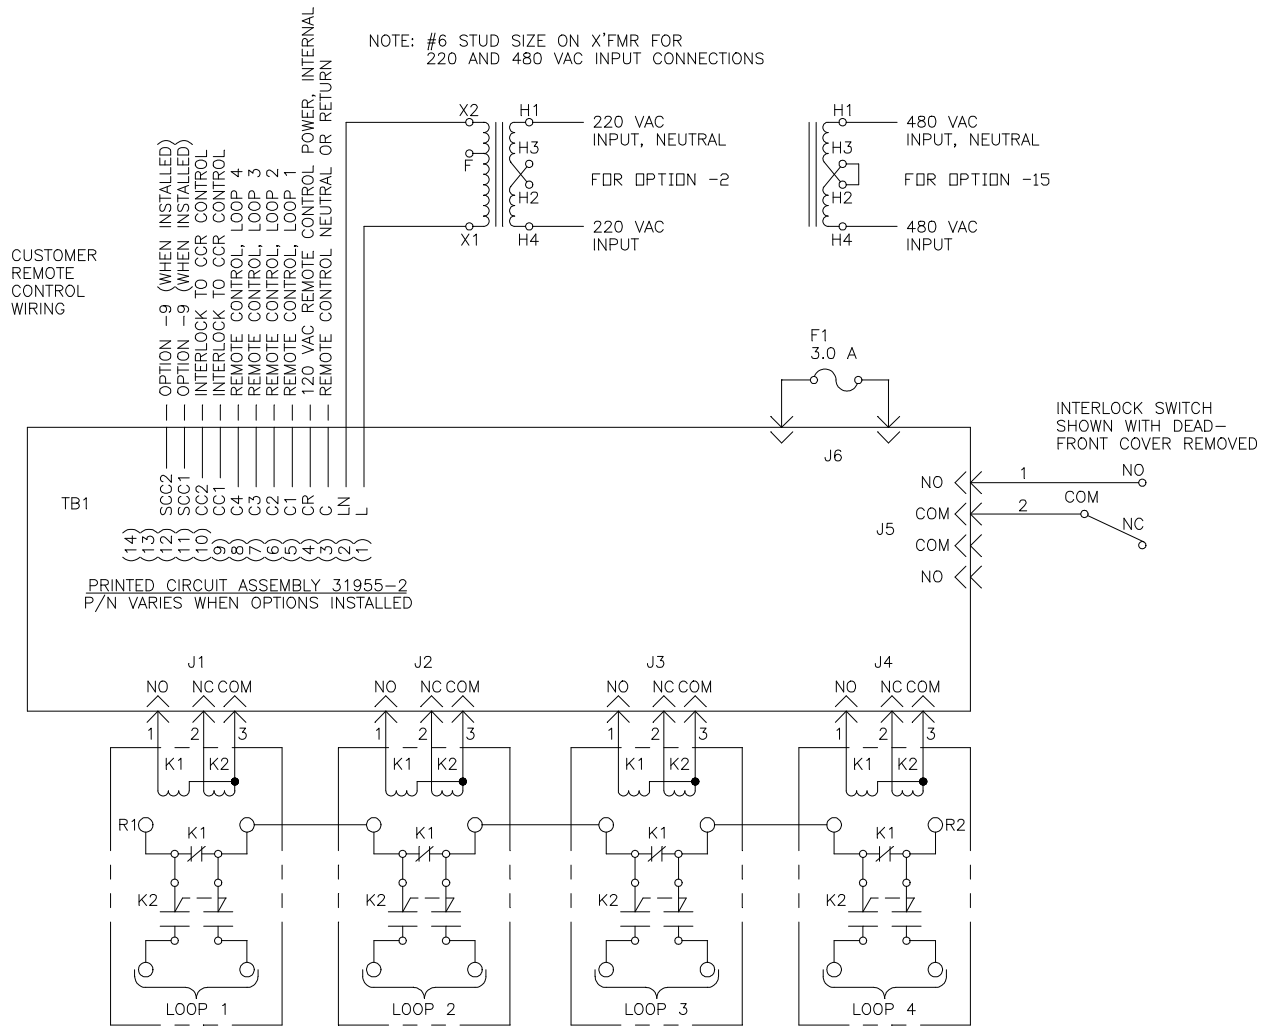 NOTE: #6 STUD SIZE ON X'FMR FOR
220 AND 480 VAC INPUT CONNECTIONS
X2
F
X1
H1
H3
H2
H4
220 VAC
INPUT, NEUTRAL
FOR OPTION -2
220 VAC
INPUT
H1
H3
H2
H4
480 VAC
INPUT, NEUTRAL
FOR OPTION -15
480 VAC
INPUT
CUSTOMER
REMOTE
CONTROL
WIRING
OPTION -9 (WHEN INSTALLED)
OPTION -9 (WHEN INSTALLED)
INTERLOCK TO CCR CONTROL
INTERLOCK TO CCR CONTROL
REMOTE CONTROL, LOOP 4
REMOTE CONTROL, LOOP 3
REMOTE CONTROL, LOOP 2
REMOTE CONTROL, LOOP 1
120 VAC REMOTE CONTROL POWER, INTERNAL
REMOTE CONTROL NEUTRAL OR RETURN
F1
3.0 A
J6
INTERLOCK SWITCH
SHOWN WITH DEAD-
FRONT COVER REMOVED
TB1
SCC2
SCC1
CC2
CC1
C4
C3
C2
C1
CR
C
LN
L
(14)
(13)
(12)
(11)
(10)
(9)
(8)
(7)
(6)
(5)
(4)
(3)
(2)
(1)
PRINTED CIRCUIT ASSEMBLY 31955-2
P/N VARIES WHEN OPTIONS INSTALLED
J5
NO
COM
COM
NO
1
2
NO
COM
NC
J1
NO NC COM
1 2 3
K1 K2
R1
K1
K2
LOOP 1
J2
NO NC COM
1 2 3
K1 K2
K1
K2
LOOP 2
J3
NO NC COM
1 2 3
K1 K2
K1
K2
LOOP 3
J4
NO NC COM
1 2 3
K1 K2
R2
K1
K2
LOOP 4